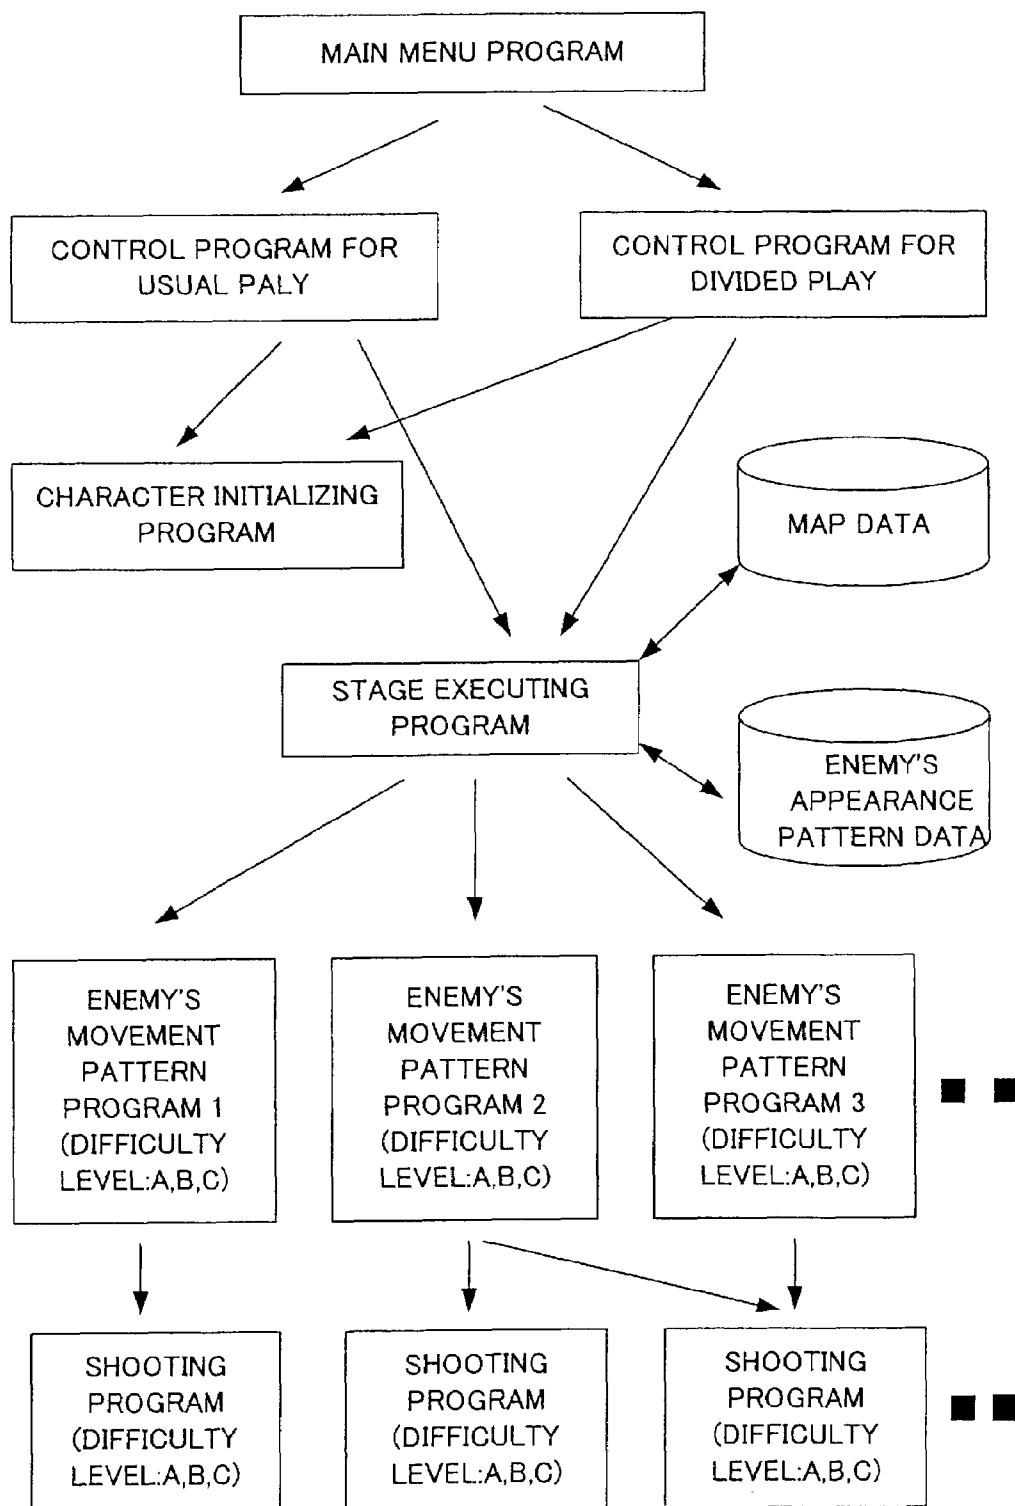 MAIN MENU PROGRAM
CONTROL PROGRAM FOR
USUAL PALY
CONTROL PROGRAM FOR
DIVIDED PLAY
CHARACTER INITIALIZING
PROGRAM
MAP DATA
STAGE EXECUTING
PROGRAM
ENEMY'S
APPEARANCE
PATTERN DATA
ENEMY'S
MOVEMENT
PATTERN
PROGRAM 1
(DIFFICULTY
LEVEL:A,B,C)
ENEMY'S
MOVEMENT
PATTERN
PROGRAM 2
(DIFFICULTY
LEVEL:A,B,C)
ENEMY'S
MOVEMENT
PATTERN
PROGRAM 3
(DIFFICULTY
LEVEL:A,B,C)
SHOOTING
PROGRAM
(DIFFICULTY
LEVEL:A,B,C)
SHOOTING
PROGRAM
(DIFFICULTY
LEVEL:A,B,C)
SHOOTING
PROGRAM
(DIFFICULTY
LEVEL:A,B,C)